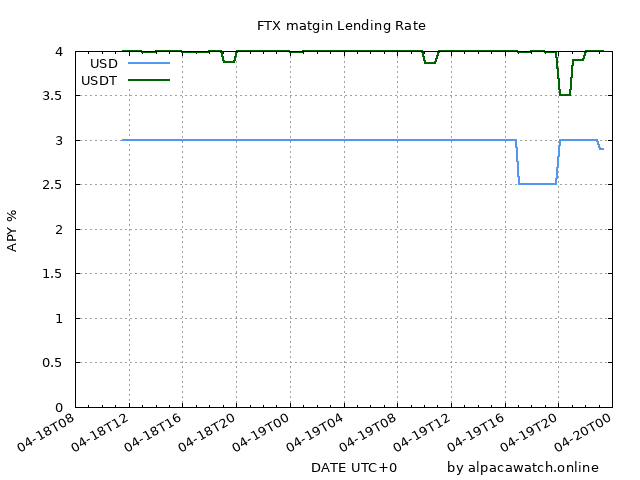 FTX matgin Lending Rate
USD
USDT
APY %
4
3.5
3
2.5
2
1.5
1
0.5
0
04-18T08
04-18T12
04-18T16
04-18T20
04-19T00
04-19T04
04-19T08
04-19T12
04-19T16
04-19T20
04-20T00
DATE UTC+0
by alpacawatch.online